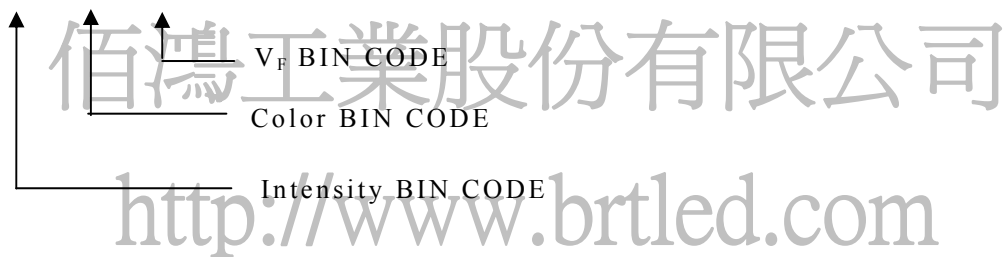 佰鴻工業股份有限公司
V_F BIN CODE
Color BIN CODE
Intensity BIN CODE
http://www.brtled.com